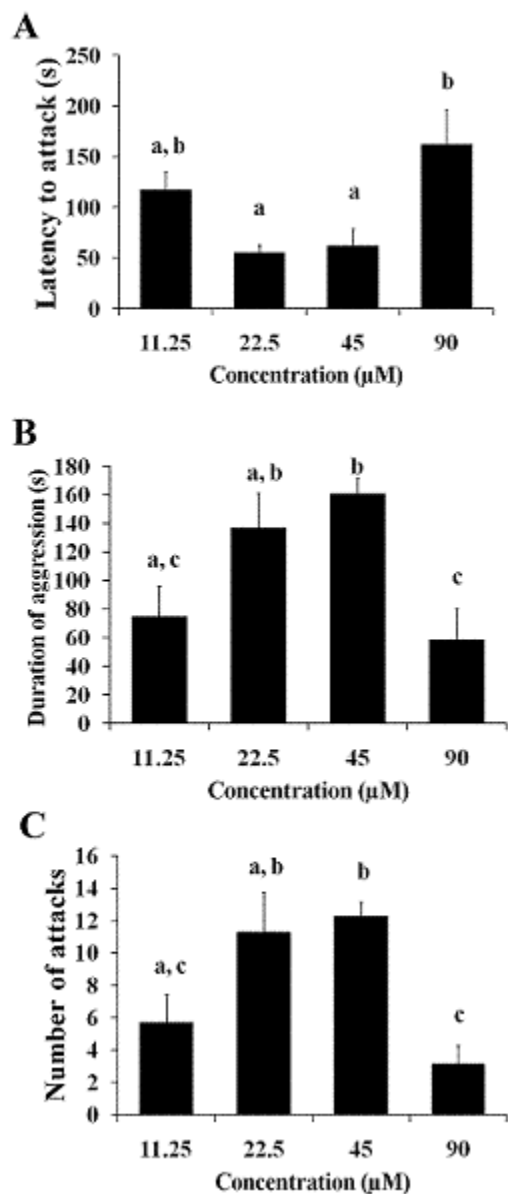 A
Latency to attack (s)
250
200
150
100
50
0
a, b
a
a
b
11.25 22.5 45 90
Concentration (µM)
B
Duration of aggression (s)
180
160
140
120
100
80
60
40
20
0
a, c
a, b
b
c
11.25 22.5 45 90
Concentration (µM)
C
Number of attacks
16
14
12
10
8
6
4
2
0
a, c
a, b
b
c
11.25 22.5 45 90
Concentration (µM)